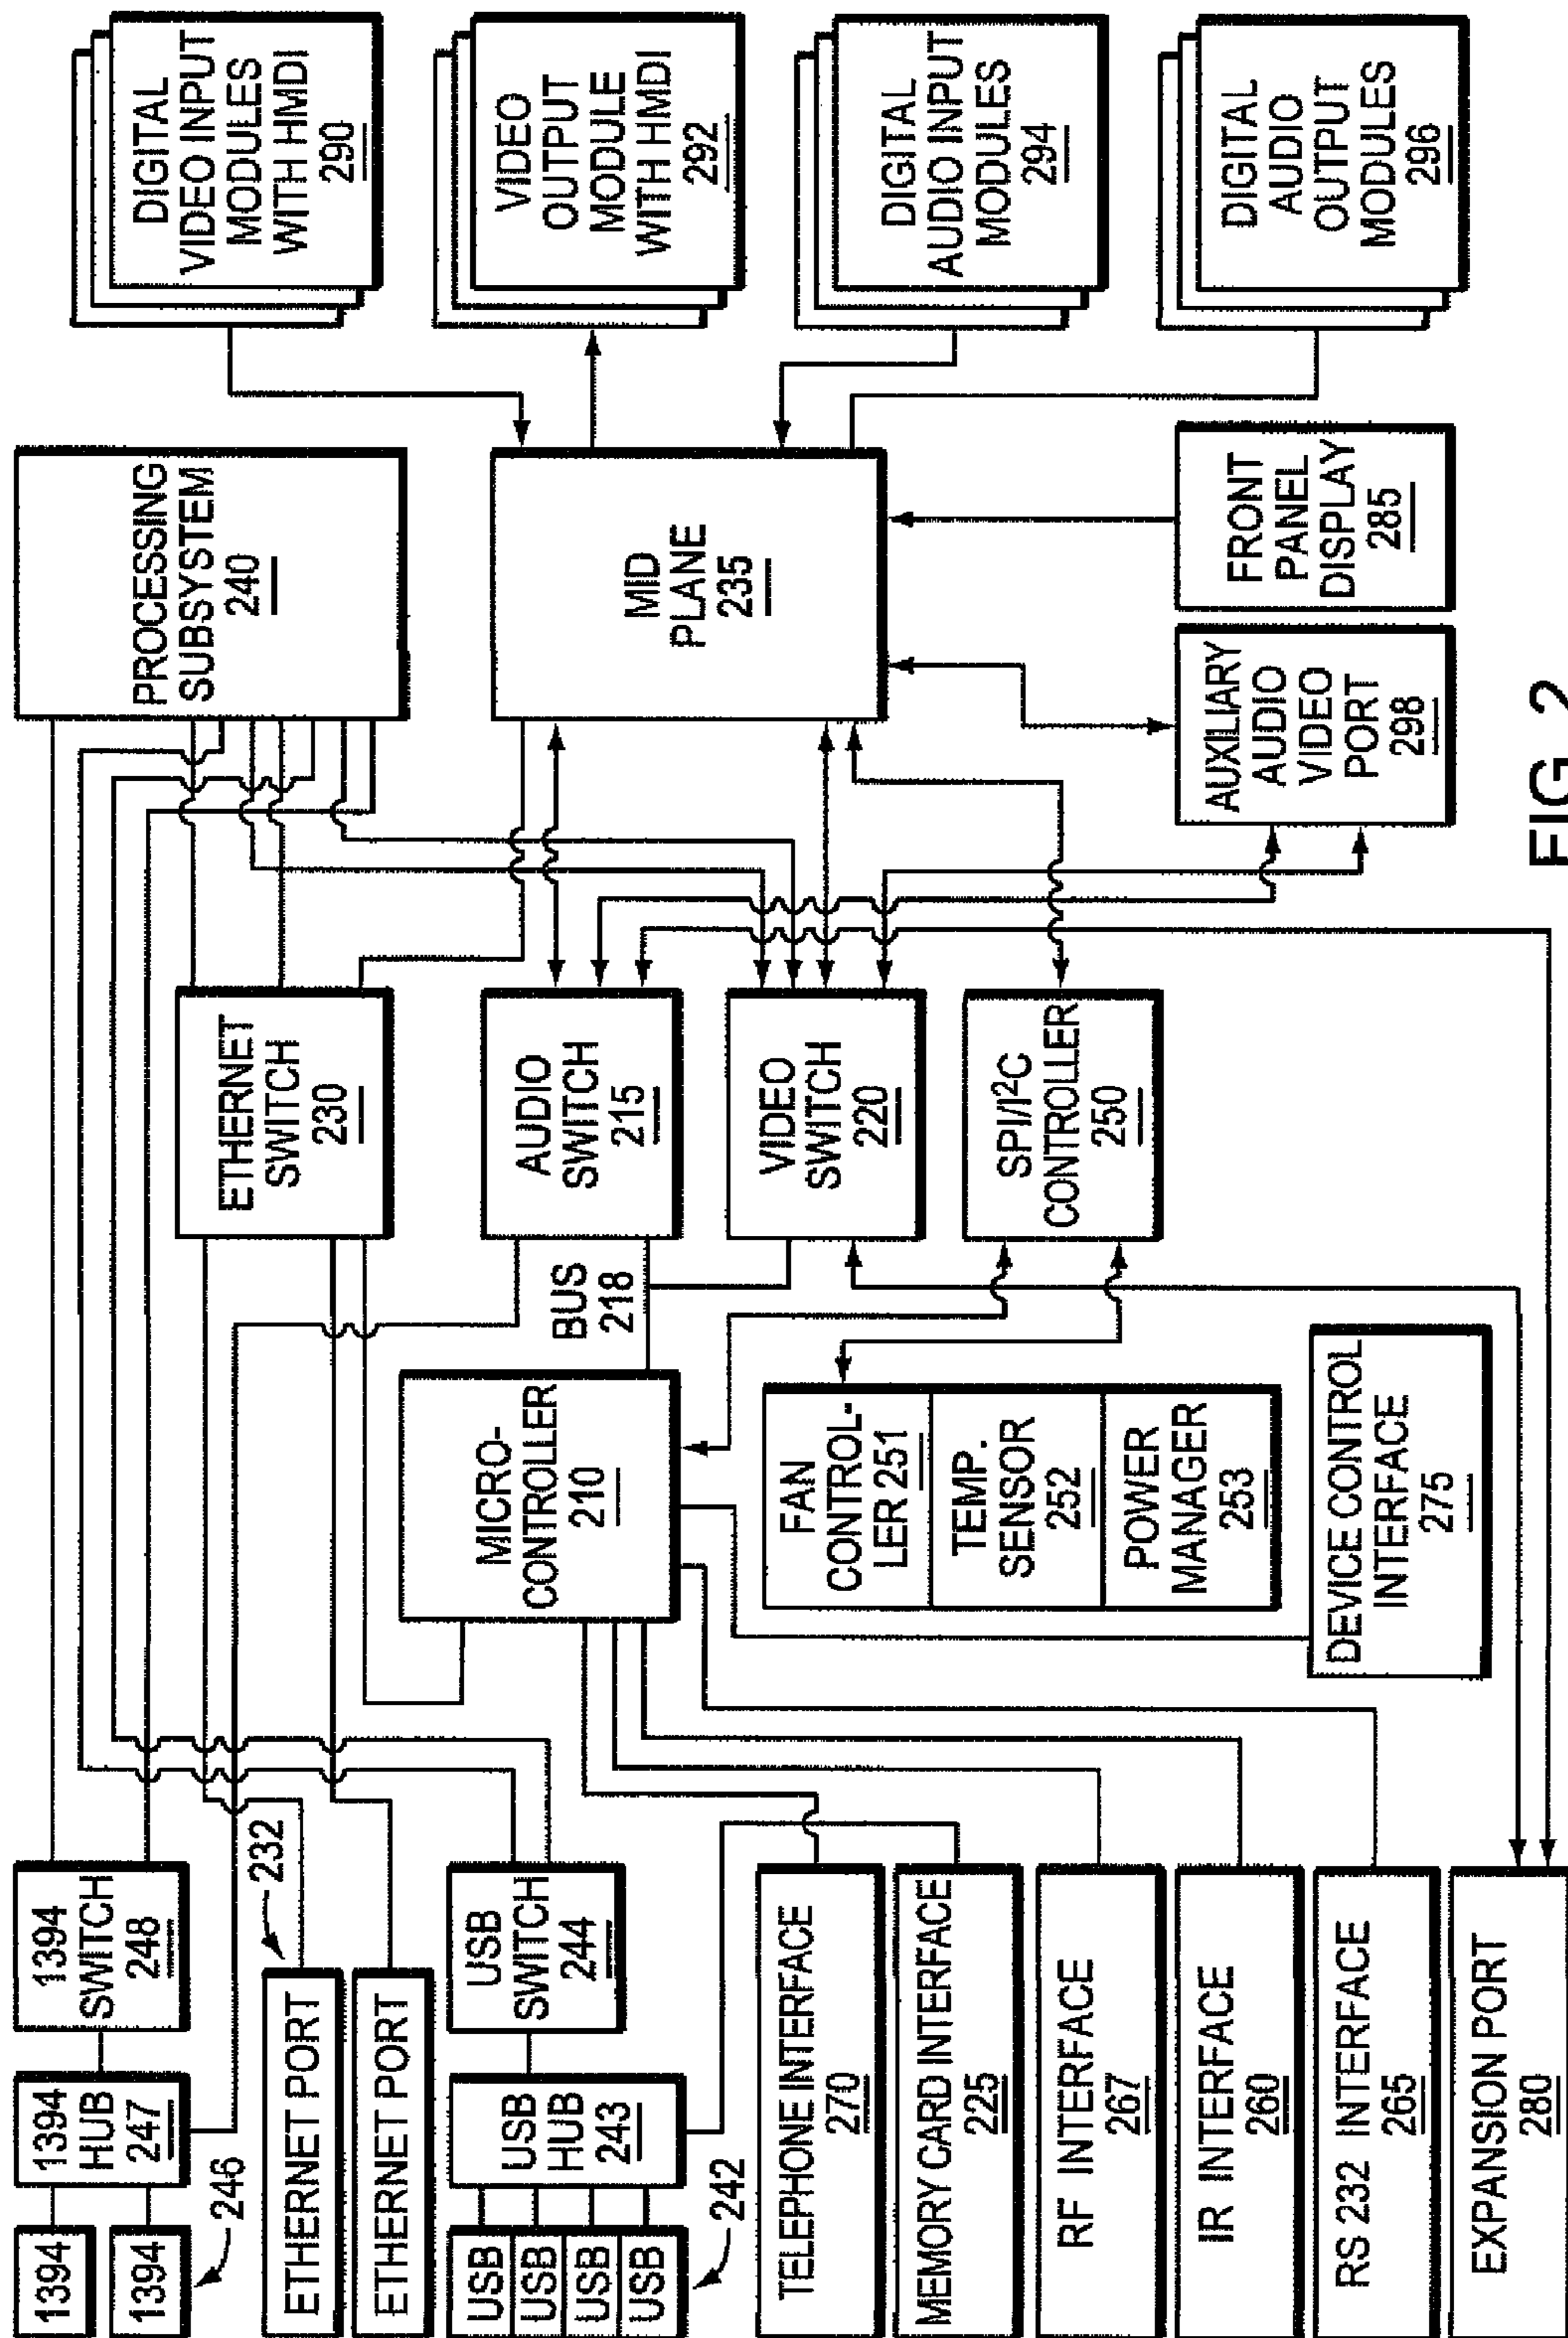 1394
1394
246
1394
HUB
247
1394
SWITCH
248
232
ETHERNET PORT
ETHERNET PORT
USB
USB
USB
USB
242
USB
HUB
243
USB
SWITCH
244
TELEPHONE INTERFACE
270
MEMORY CARD INTERFACE
225
RF INTERFACE
267
IR INTERFACE
260
RS 232 INTERFACE
265
EXPANSION PORT
280
MICRO-
CONTROLLER
210
BUS
218
FAN
CONTROL-
LER 251
TEMP.
SENSOR
252
POWER
MANAGER
253
DEVICE CONTROL
INTERFACE
275
ETHERNET
SWITCH
230
AUDIO
SWITCH
215
VIDEO
SWITCH
220
SPI/I²C
CONTROLLER
250
PROCESSING
SUBSYSTEM
240
MID
PLANE
235
AUXILIARY
AUDIO
VIDEO
PORT
298
FRONT
PANEL
DISPLAY
285
DIGITAL
VIDEO INPUT
MODULES
WITH HMDI
290
VIDEO
OUTPUT
MODULE
WITH HMDI
292
DIGITAL
AUDIO INPUT
MODULES
294
DIGITAL
AUDIO
OUTPUT
MODULES
296
FIG. 2